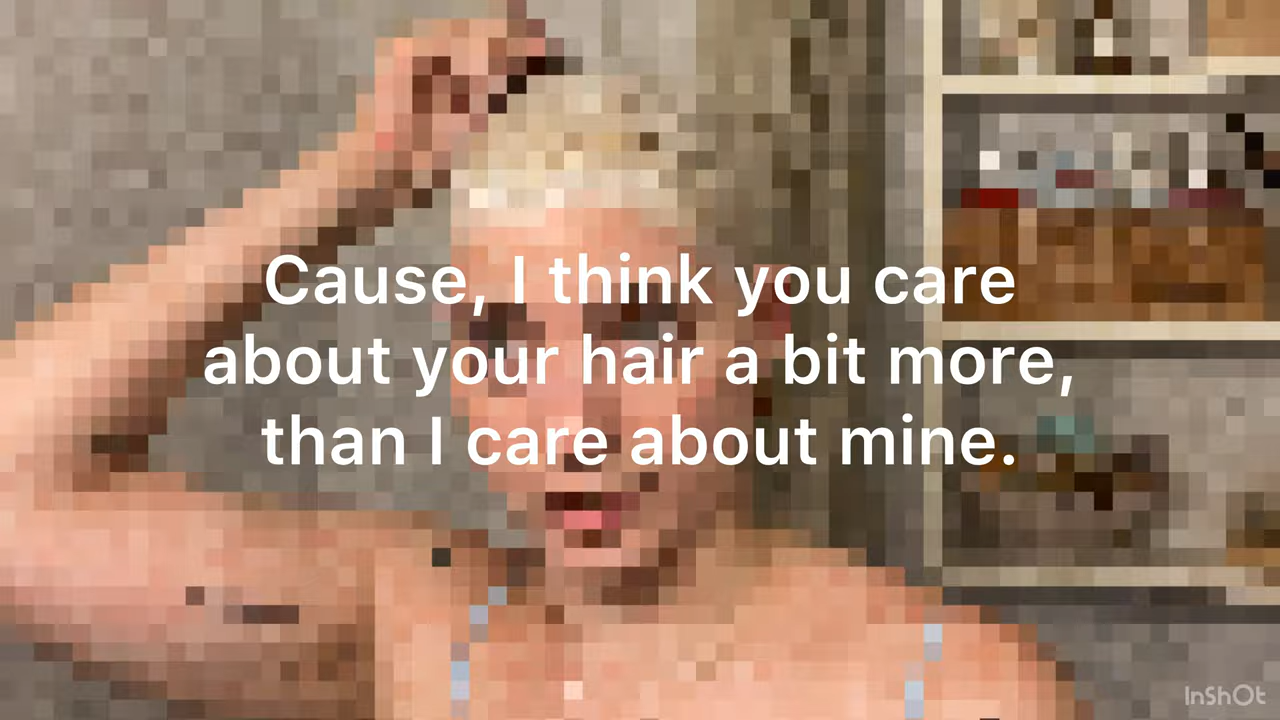 Cause, I think you care
about your hair a bit more,
than I care about mine.
InShOt